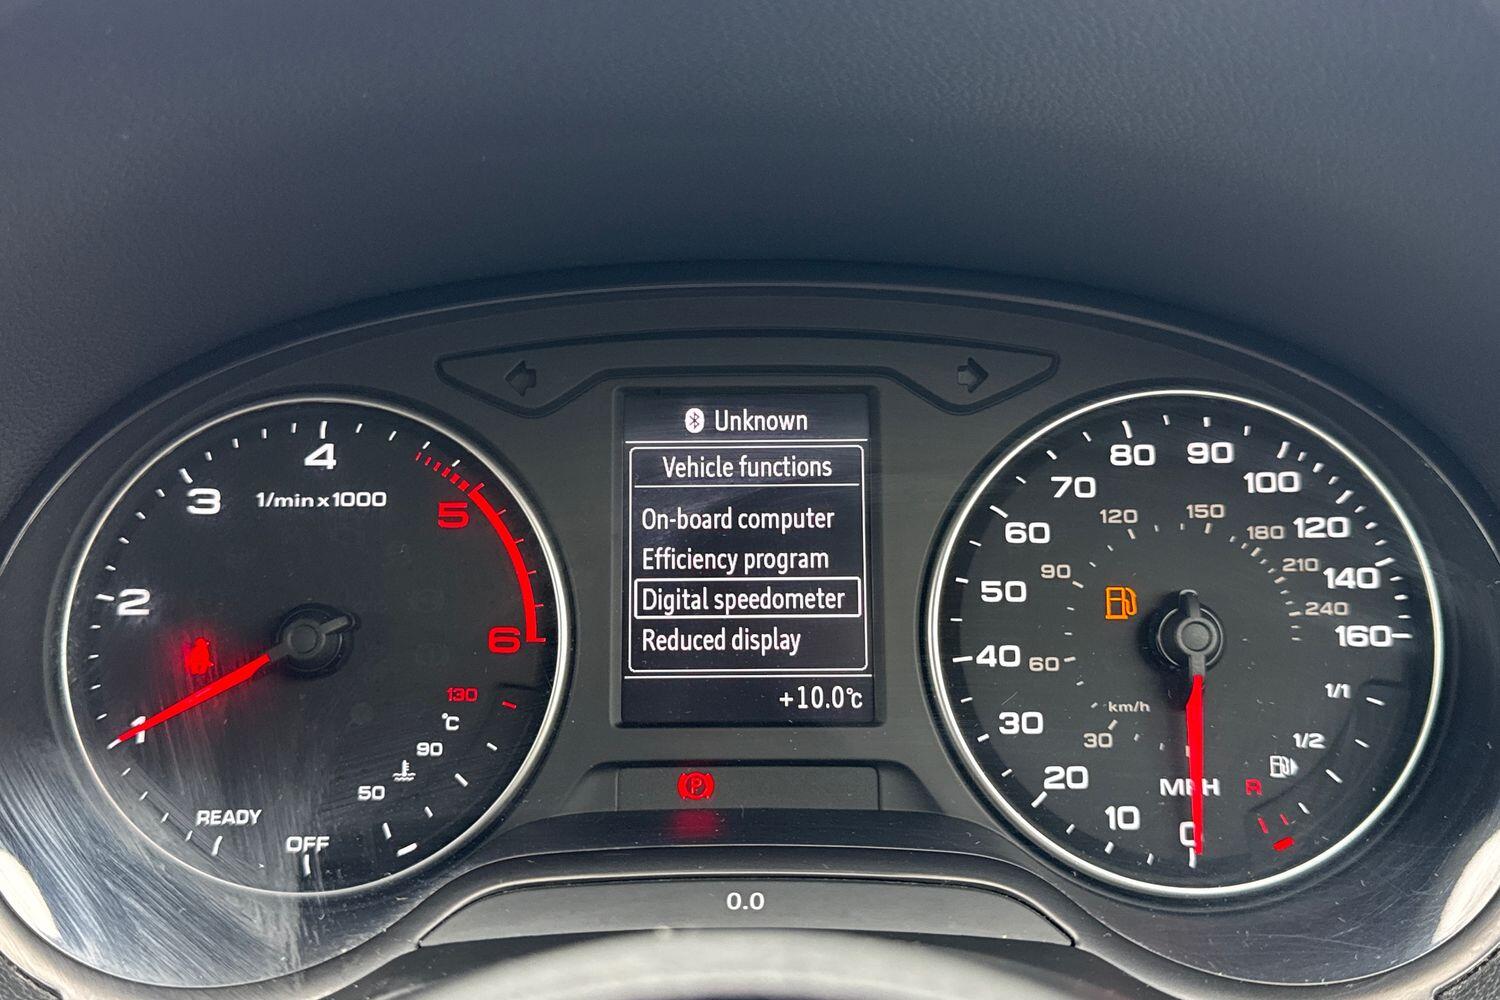 Unknown
Vehicle functions
On-board computer
Efficiency program
Digital speedometer
Reduced display
+10.0°C
1/min x 1000
1
2
3
4
5
6
READY
OFF
50
90
130
°C
P
0.0
0
10
20
30
40
50
60
70
80
90
100
120
140
160
MPH
km/h
30
60
90
120
150
180
210
240
R
1/2
1/1